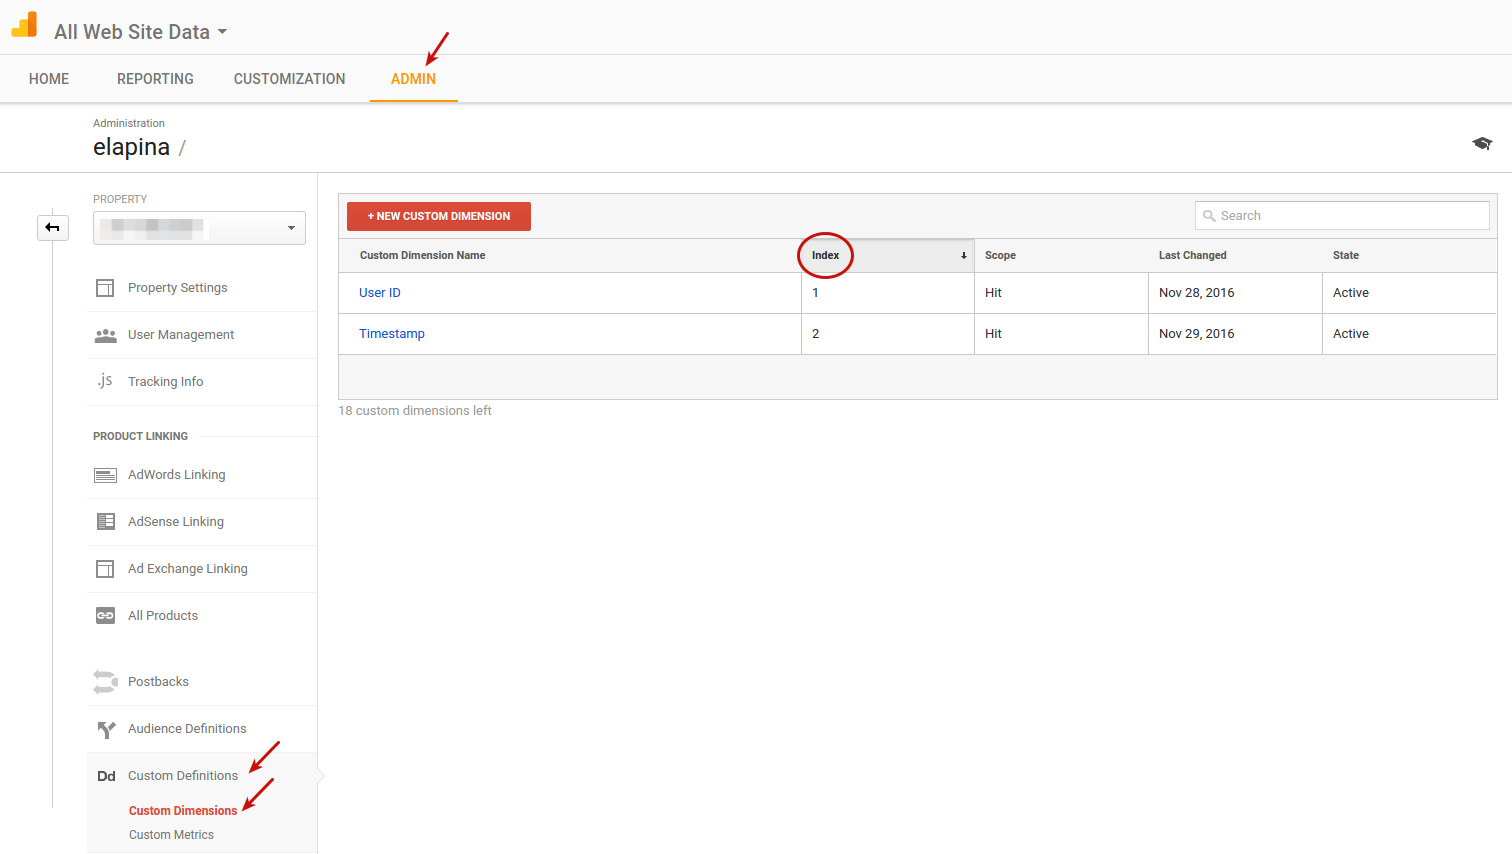 All Web Site Data
HOME REPORTING CUSTOMIZATION ADMIN
Administration
elapina /
PROPERTY
Property Settings
User Management
.js Tracking Info
PRODUCT LINKING
AdWords Linking
AdSense Linking
Ad Exchange Linking
All Products
Postbacks
Audience Definitions
Dd Custom Definitions
Custom Dimensions
Custom Metrics
+ NEW CUSTOM DIMENSION Search
Custom Dimension Name Index Scope Last Changed State
User ID 1 Hit Nov 28, 2016 Active
Timestamp 2 Hit Nov 29, 2016 Active
18 custom dimensions left